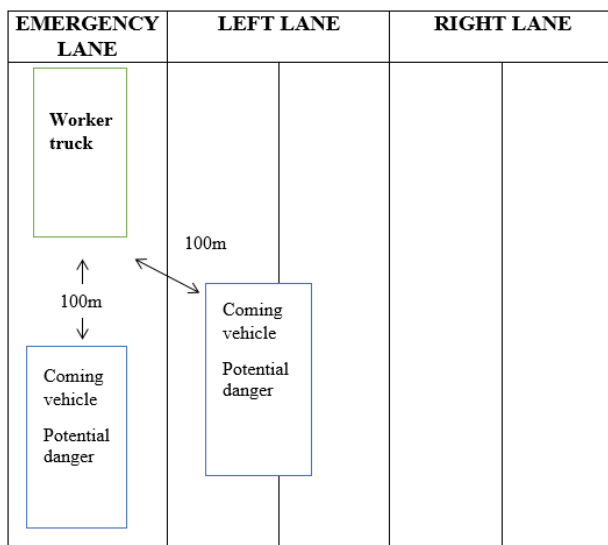 EMERGENCY
LANE
LEFT LANE
RIGHT LANE
Worker
truck
100m
100m
Coming
vehicle
Potential
danger
Coming
vehicle
Potential
danger